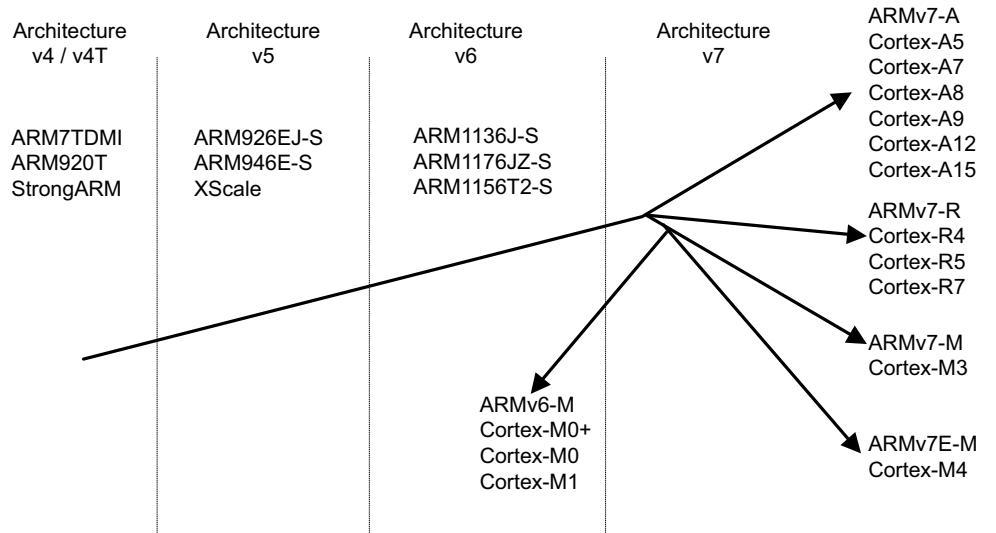 Architecture
v4 / v4T
Architecture
v5
Architecture
v6
Architecture
v7
ARM7TDMI
ARM920T
StrongARM
ARM926EJ-S
ARM946E-S
XScale
ARM1136J-S
ARM1176JZ-S
ARM1156T2-S
ARMv7-A
Cortex-A5
Cortex-A7
Cortex-A8
Cortex-A9
Cortex-A12
Cortex-A15
ARMv7-R
Cortex-R4
Cortex-R5
Cortex-R7
ARMv7-M
Cortex-M3
ARMv6-M
Cortex-M0+
Cortex-M0
Cortex-M1
ARMv7E-M
Cortex-M4